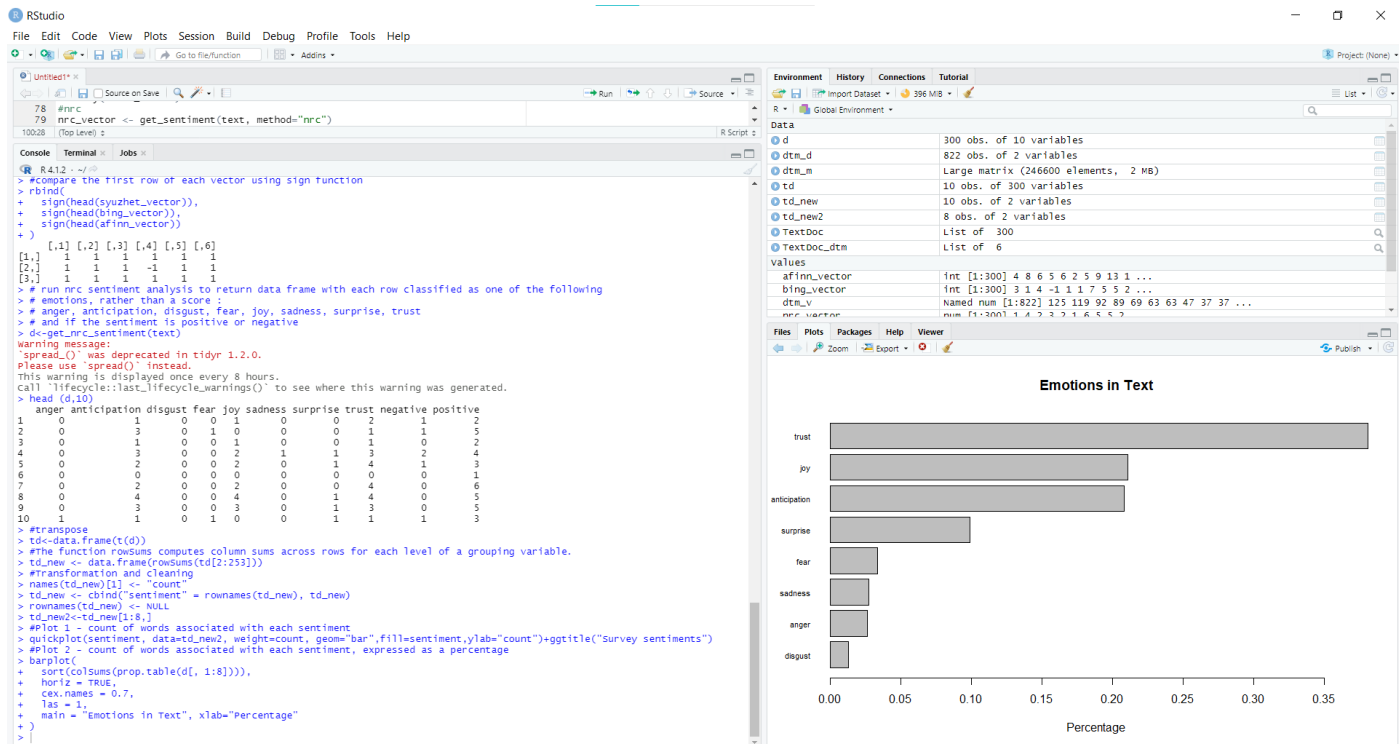 RStudio
File Edit Code View Plots Session Build Debug Profile Tools Help
Go to file/function Addins
Project: (None)
Untitled1*
Source on Save Run Source
78 #nrc
79 nrc_vector <- get_sentiment(text, method="nrc")
100:28 (Top Level) R Script
Console Terminal Jobs
R 4.1.2 · ~/
> #compare the first row of each vector using sign function
> rbind(
+   sign(head(syuzhet_vector)),
+   sign(head(bing_vector)),
+   sign(head(afinn_vector))
+ )
     [,1] [,2] [,3] [,4] [,5] [,6]
[1,]    1    1    1    1    1    1
[2,]    1    1    1   -1    1    1
[3,]    1    1    1    1    1    1
> # run nrc sentiment analysis to return data frame with each row classified as one of the following
> # emotions, rather than a score :
> # anger, anticipation, disgust, fear, joy, sadness, surprise, trust
> # and if the sentiment is positive or negative
> d<-get_nrc_sentiment(text)
Warning message:
`spread_()` was deprecated in tidyr 1.2.0.
Please use `spread()` instead.
This warning is displayed once every 8 hours.
Call `lifecycle::last_lifecycle_warnings()` to see where this warning was generated.
> head (d,10)
   anger anticipation disgust fear joy sadness surprise trust negative positive
1      0            1       0    0   1       0        0     2        1        2
2      0            3       0    1   0       0        0     1        1        5
3      0            1       0    0   1       0        0     1        0        2
4      0            3       0    0   2       1        1     3        2        4
5      0            2       0    0   2       0        1     4        1        3
6      0            0       0    0   0       0        0     0        0        1
7      0            2       0    0   2       0        0     4        0        6
8      0            4       0    0   4       0        1     4        0        5
9      0            3       0    0   3       0        1     3        0        5
10     1            1       0    1   0       0        1     1        1        3
> #transpose
> td<-data.frame(t(d))
> #The function rowSums computes column sums across rows for each level of a grouping variable.
> td_new <- data.frame(rowSums(td[2:253]))
> #Transformation and cleaning
> names(td_new)[1] <- "count"
> td_new <- cbind("sentiment" = rownames(td_new), td_new)
> rownames(td_new) <- NULL
> td_new2<-td_new[1:8,]
> #Plot 1 - count of words associated with each sentiment
> quickplot(sentiment, data=td_new2, weight=count, geom="bar",fill=sentiment,ylab="count")+ggtitle("Survey sentiments")
> #Plot 2 - count of words associated with each sentiment, expressed as a percentage
> barplot(
+   sort(colSums(prop.table(d[, 1:8]))),
+   horiz = TRUE,
+   cex.names = 0.7,
+   las = 1,
+   main = "Emotions in Text", xlab="Percentage"
+ )
>
Environment History Connections Tutorial
Import Dataset 396 MiB List
R Global Environment
Data
d 300 obs. of 10 variables
dtm_d 822 obs. of 2 variables
dtm_m Large matrix (246600 elements, 2 MB)
td 10 obs. of 300 variables
td_new 10 obs. of 2 variables
td_new2 8 obs. of 2 variables
TextDoc List of 300
TextDoc_dtm List of 6
Values
afinn_vector int [1:300] 4 8 6 5 6 2 5 9 13 1 ...
bing_vector int [1:300] 3 1 4 -1 1 1 7 5 5 2 ...
dtm_v Named num [1:822] 125 119 92 89 69 63 63 47 37 37 ...
nrc_vector num [1:300] 1 4 2 3 2 1 6 5 5 2
Files Plots Packages Help Viewer
Zoom Export Publish
Emotions in Text
trust
joy
anticipation
surprise
fear
sadness
anger
disgust
0.00 0.05 0.10 0.15 0.20 0.25 0.30 0.35
Percentage